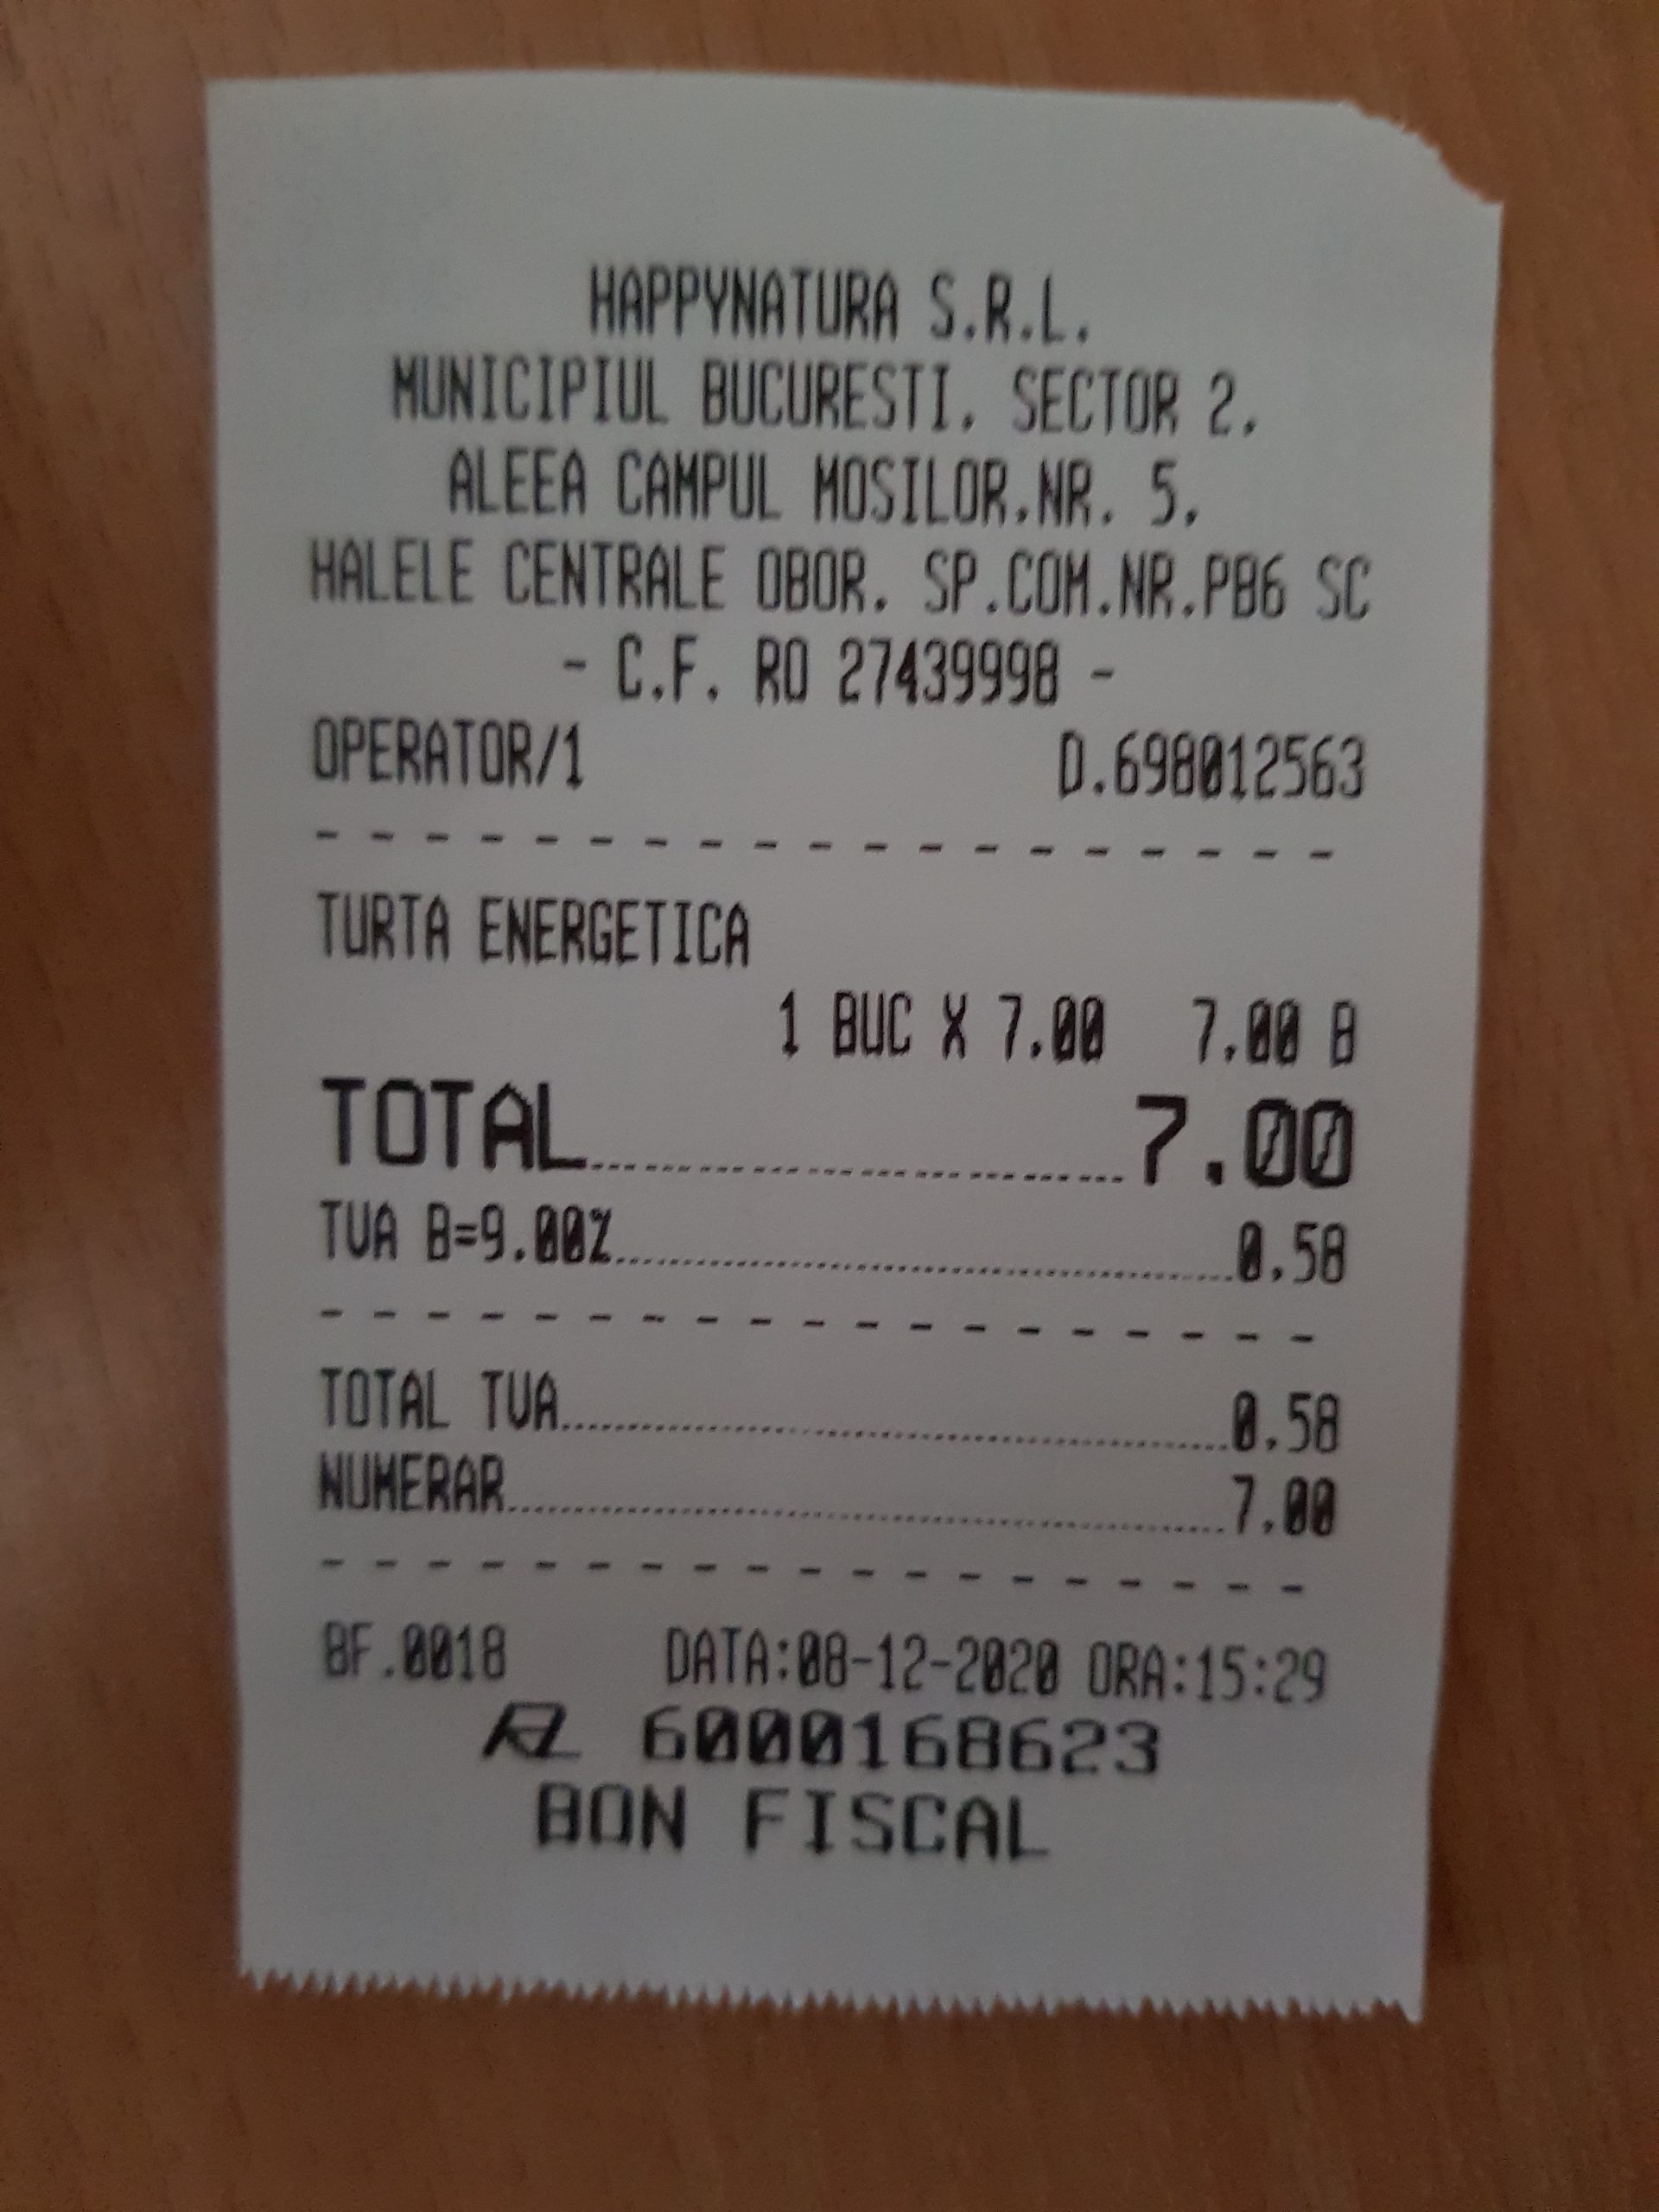 HAPPYNATURA S.R.L.
MUNICIPIUL BUCURESTI, SECTOR 2,
ALEEA CAMPUL MOSILOR,NR. 5,
HALELE CENTRALE OBOR, SP.COM.NR.PB6 SC
- C.F. RO 27439998 -
OPERATOR/1 D.698012563
- - - - - - - - - - - - - - - - - - -
TURTA ENERGETICA
1 BUC X 7.00 7.00 B
TOTAL 7.00
TVA B=9.00% 0.58
- - - - - - - - - - - - - - - - - - -
TOTAL TVA 0.58
NUMERAR 7.00
- - - - - - - - - - - - - - - - - - -
BF.0018 DATA:08-12-2020 ORA:15:29
6000168623
BON FISCAL